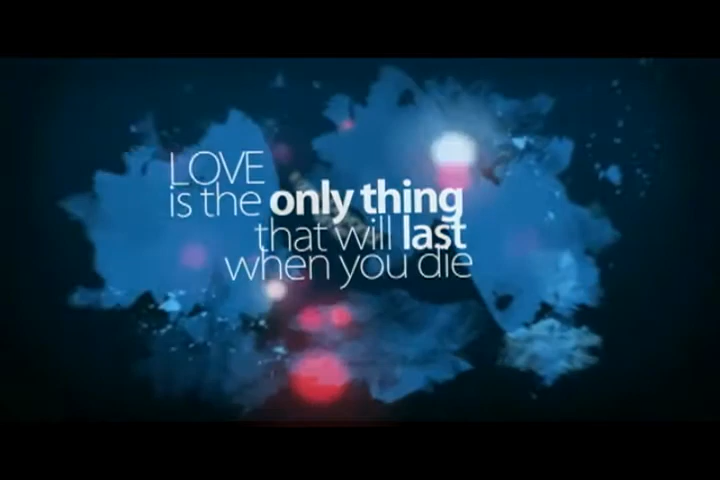 LOVE
is the only thing
that will last
when you die